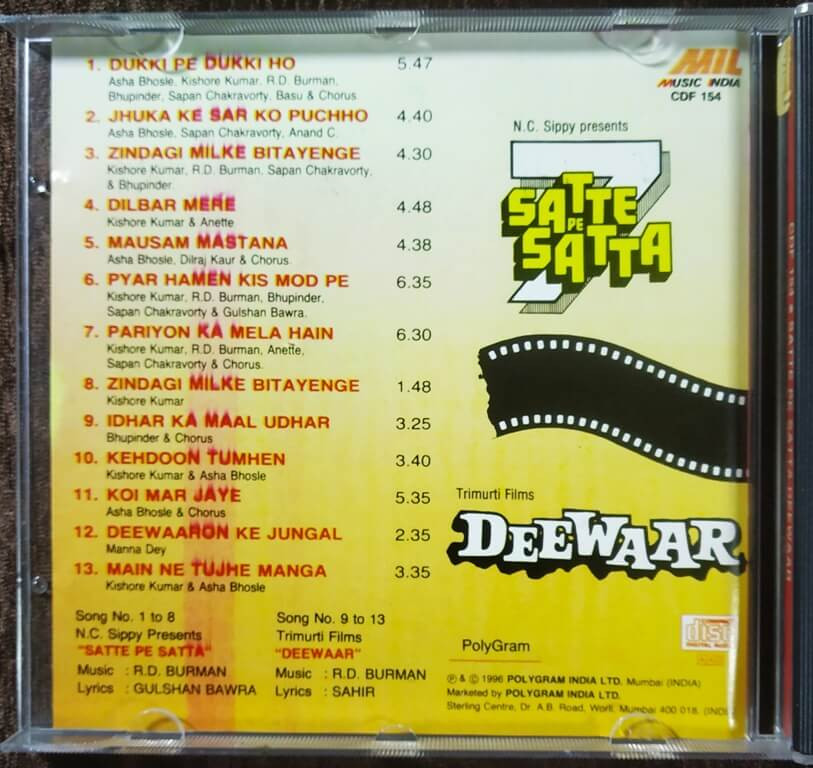 1. DUKKI PE DUKKI HO 5.47
Asha Bhosle, Kishore Kumar, R.D. Burman,
Bhupinder, Sapan Chakravorty, Basu & Chorus
2. JHUKA KE SAR KO PUCHHO 4.40
Asha Bhosle, Sapan Chakravorty, Anand C.
3. ZINDAGI MILKE BITAYENGE 4.30
Kishore Kumar, R.D. Burman, Sapan Chakravorty,
& Bhupinder.
4. DILBAR MERE 4.48
Kishore Kumar & Anette
5. MAUSAM MASTANA 4.38
Asha Bhosle, Dilraj Kaur & Chorus.
6. PYAR HAMEN KIS MOD PE 6.35
Kishore Kumar, R.D. Burman, Bhupinder,
Sapan Chakravorty & Gulshan Bawra.
7. PARIYON KA MELA HAIN 6.30
Kishore Kumar, R.D. Burman, Anette,
Sapan Chakravorty & Chorus.
8. ZINDAGI MILKE BITAYENGE 1.48
Kishore Kumar
9. IDHAR KA MAAL UDHAR 3.25
Bhupinder & Chorus
10. KEHDOON TUMHEN 3.40
Kishore Kumar & Asha Bhosle
11. KOI MAR JAYE 5.35
Asha Bhosle & Chorus
12. DEEWAARON KE JUNGAL 2.35
Manna Dey
13. MAIN NE TUJHE MANGA 3.35
Kishore Kumar & Asha Bhosle
Song No. 1 to 8
N.C. Sippy Presents
"SATTE PE SATTA"
Music : R.D. BURMAN
Lyrics : GULSHAN BAWRA
Song No. 9 to 13
Trimurti Films
"DEEWAAR"
Music : R.D. BURMAN
Lyrics : SAHIR
MIL
MUSIC INDIA
CDF 154
N.C. Sippy presents
7
SATTE
PE
SATTA
Trimurti Films
DEEWAAR
PolyGram
disc
DIGITAL AUDIO
℗ & © 1996 POLYGRAM INDIA LTD. Mumbai (INDIA)
Marketed by POLYGRAM INDIA LTD.
Sterling Centre, Dr. A.B. Road, Worli, Mumbai 400 018. (INDI
CDF 154 SATTE PE SATTA/DEEWAAR